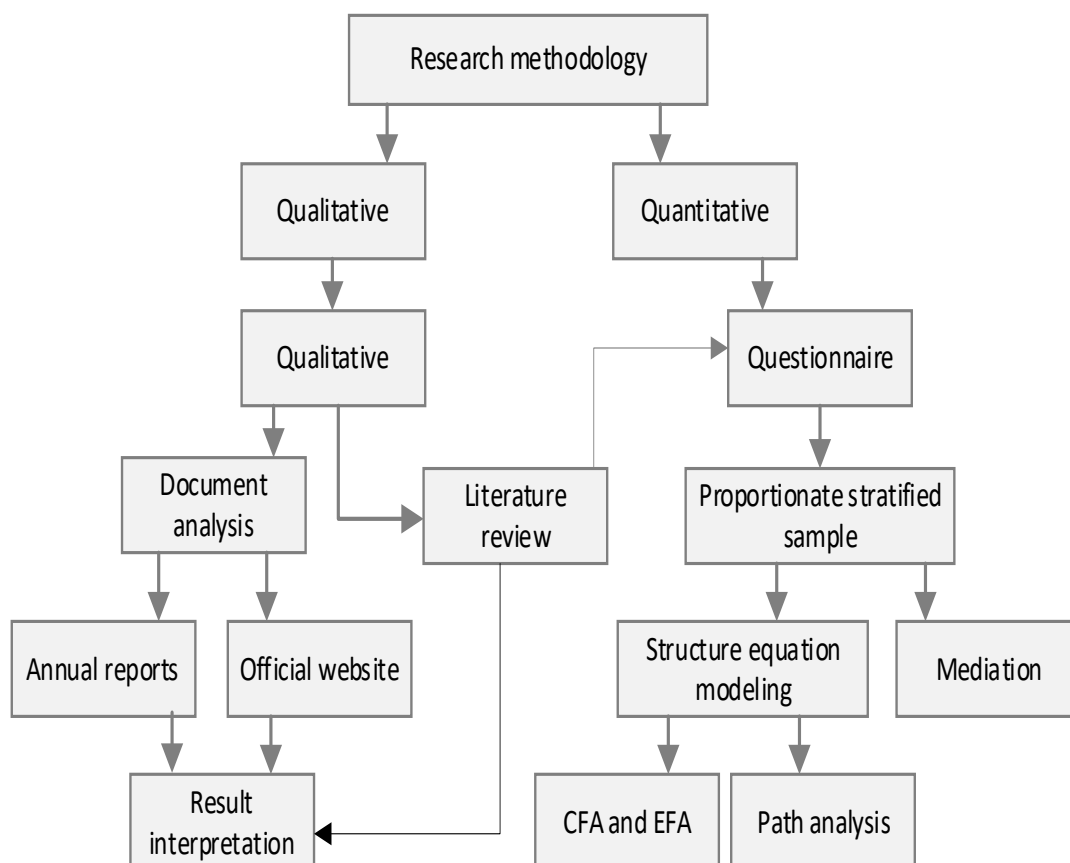 Research methodology
Qualitative
Quantitative
Qualitative
Questionnaire
Document
analysis
Literature
review
Proportionate stratified
sample
Annual reports
Official website
Structure equation
modeling
Mediation
Result
interpretation
CFA and EFA
Path analysis